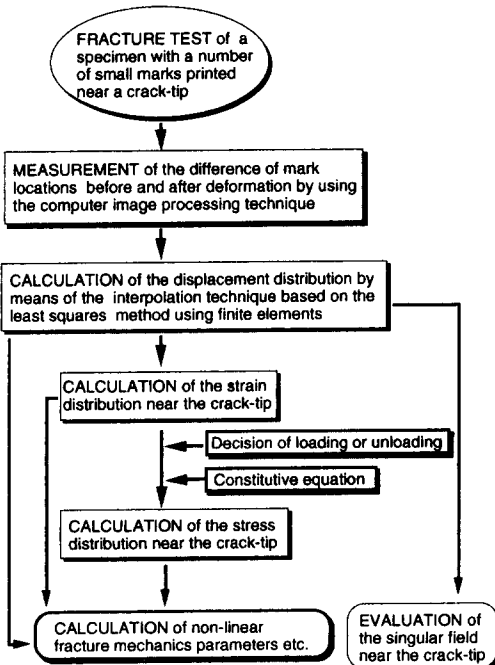 FRACTURE TEST of a
specimen with a number
of small marks printed
near a crack-tip
MEASUREMENT of the difference of mark
locations before and after deformation by using
the computer image processing technique
CALCULATION of the displacement distribution by
means of the interpolation technique based on the
least squares method using finite elements
CALCULATION of the strain
distribution near the crack-tip
Decision of loading or unloading
Constitutive equation
CALCULATION of the stress
distribution near the crack-tip
CALCULATION of non-linear
fracture mechanics parameters etc.
EVALUATION of
the singular field
near the crack-tip